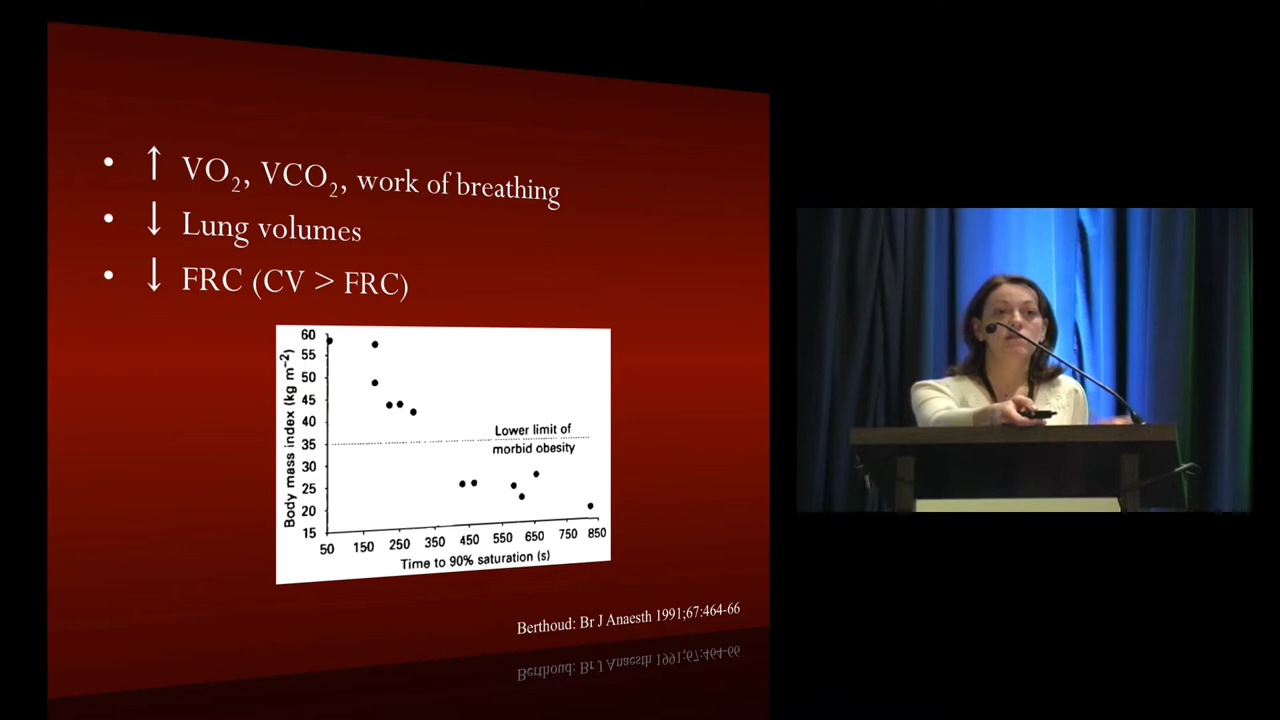 • ↑ VO₂, VCO₂, work of breathing
• ↓ Lung volumes
• ↓ FRC (CV > FRC)
60
55
50
45
40
35
30
25
20
15
Body mass index (kg m⁻²)
Lower limit of
morbid obesity
50 150 250 350 450 550 650 750 850
Time to 90% saturation (s)
Berthoud: Br J Anaesth 1991;67:464-66